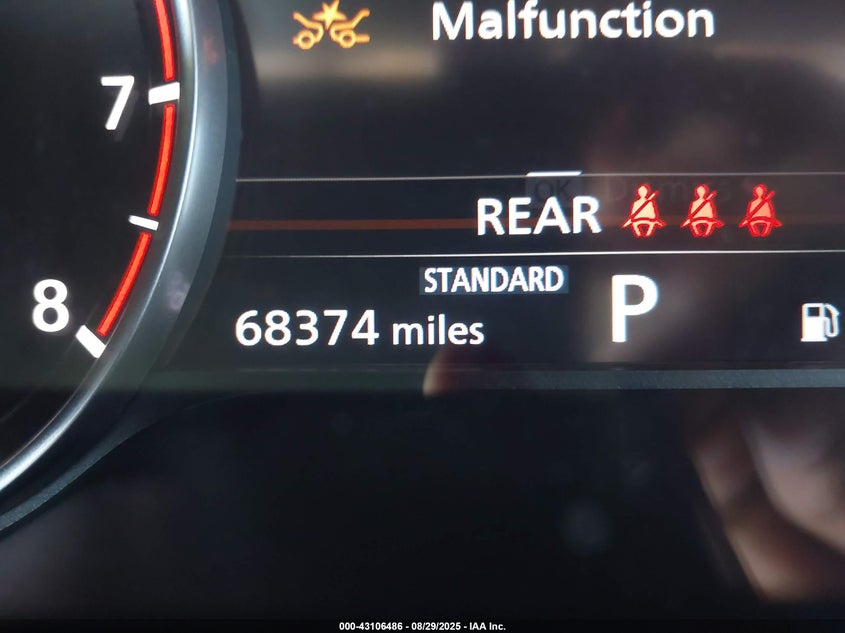 Malfunction
7
REAR
STANDARD
8
68374 miles
P
000-43106486 - 08/29/2025 - IAA Inc.